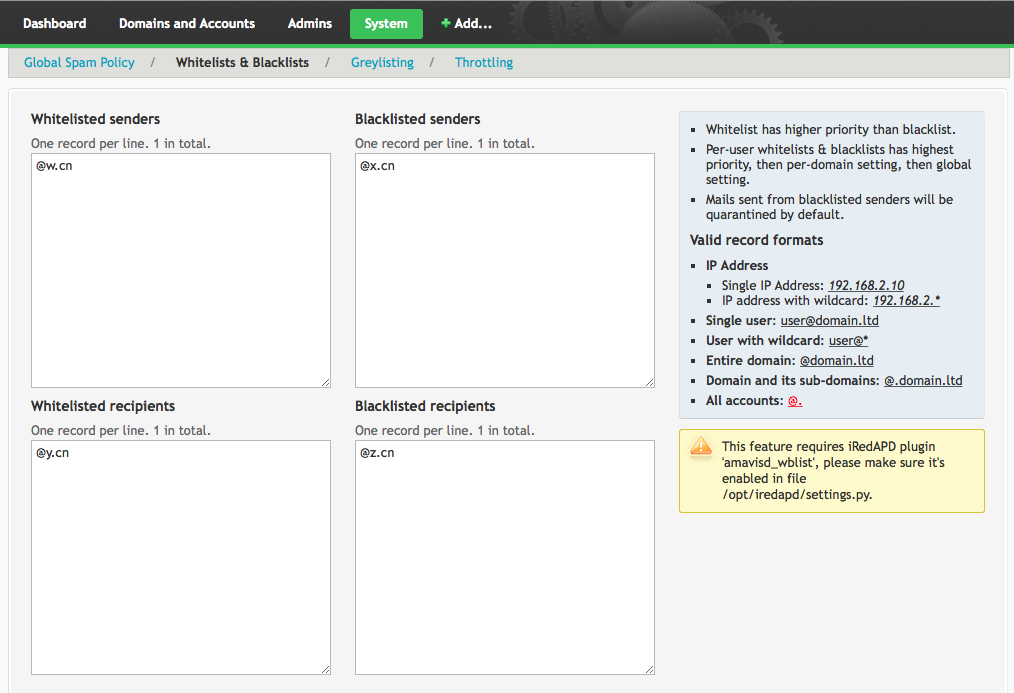 Dashboard Domains and Accounts Admins System + Add...
Global Spam Policy / Whitelists & Blacklists / Greylisting / Throttling
Whitelisted senders
One record per line. 1 in total.
@w.cn
Blacklisted senders
One record per line. 1 in total.
@x.cn
Whitelisted recipients
One record per line. 1 in total.
@y.cn
Blacklisted recipients
One record per line. 1 in total.
@z.cn
Whitelist has higher priority than blacklist.
Per-user whitelists & blacklists has highest
priority, then per-domain setting, then global
setting.
Mails sent from blacklisted senders will be
quarantined by default.
Valid record formats
IP Address
Single IP Address: 192.168.2.10
IP address with wildcard: 192.168.2.*
Single user: user@domain.ltd
User with wildcard: user@*
Entire domain: @domain.ltd
Domain and its sub-domains: @.domain.ltd
All accounts: @.
This feature requires iRedAPD plugin
'amavisd_wblist', please make sure it's
enabled in file
/opt/iredapd/settings.py.